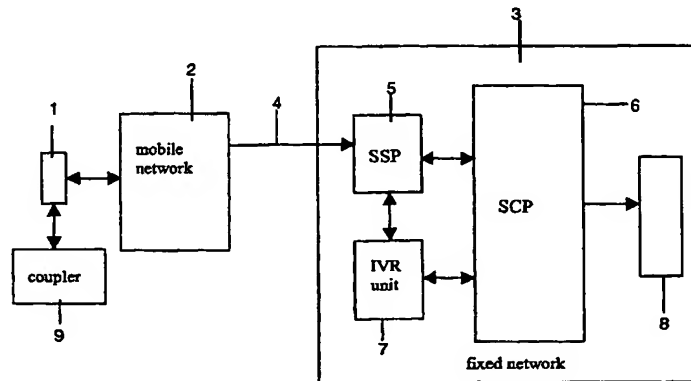 3
2
1
4
5
6
mobile
network
SSP
SCP
coupler
IVR
unit
9
7
8
fixed network